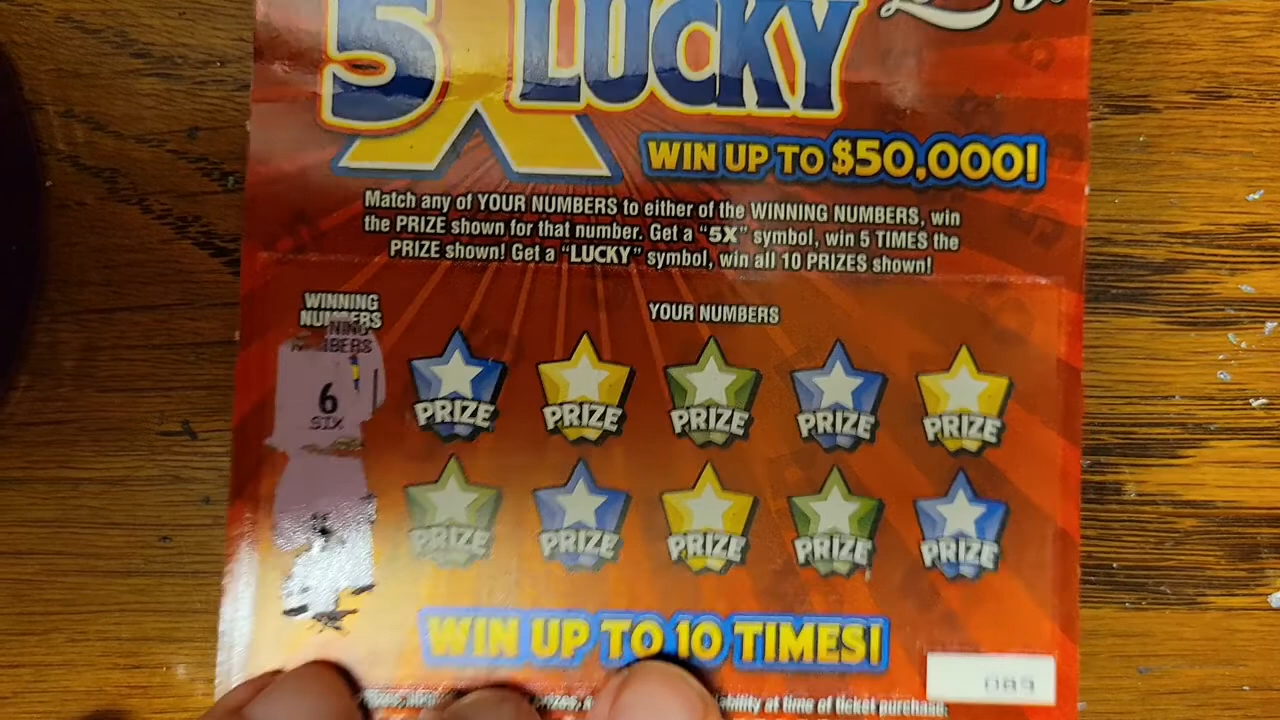 5X LUCKY
WIN UP TO $50,000!
Match any of YOUR NUMBERS to either of the WINNING NUMBERS, win
the PRIZE shown for that number. Get a "5X" symbol, win 5 TIMES the
PRIZE shown! Get a "LUCKY" symbol, win all 10 PRIZES shown!
WINNING
NUMBERS
YOUR NUMBERS
6
SIX
PRIZE PRIZE PRIZE PRIZE PRIZE
PRIZE PRIZE PRIZE PRIZE PRIZE
WIN UP TO 10 TIMES!
089
at time of ticket purchase.